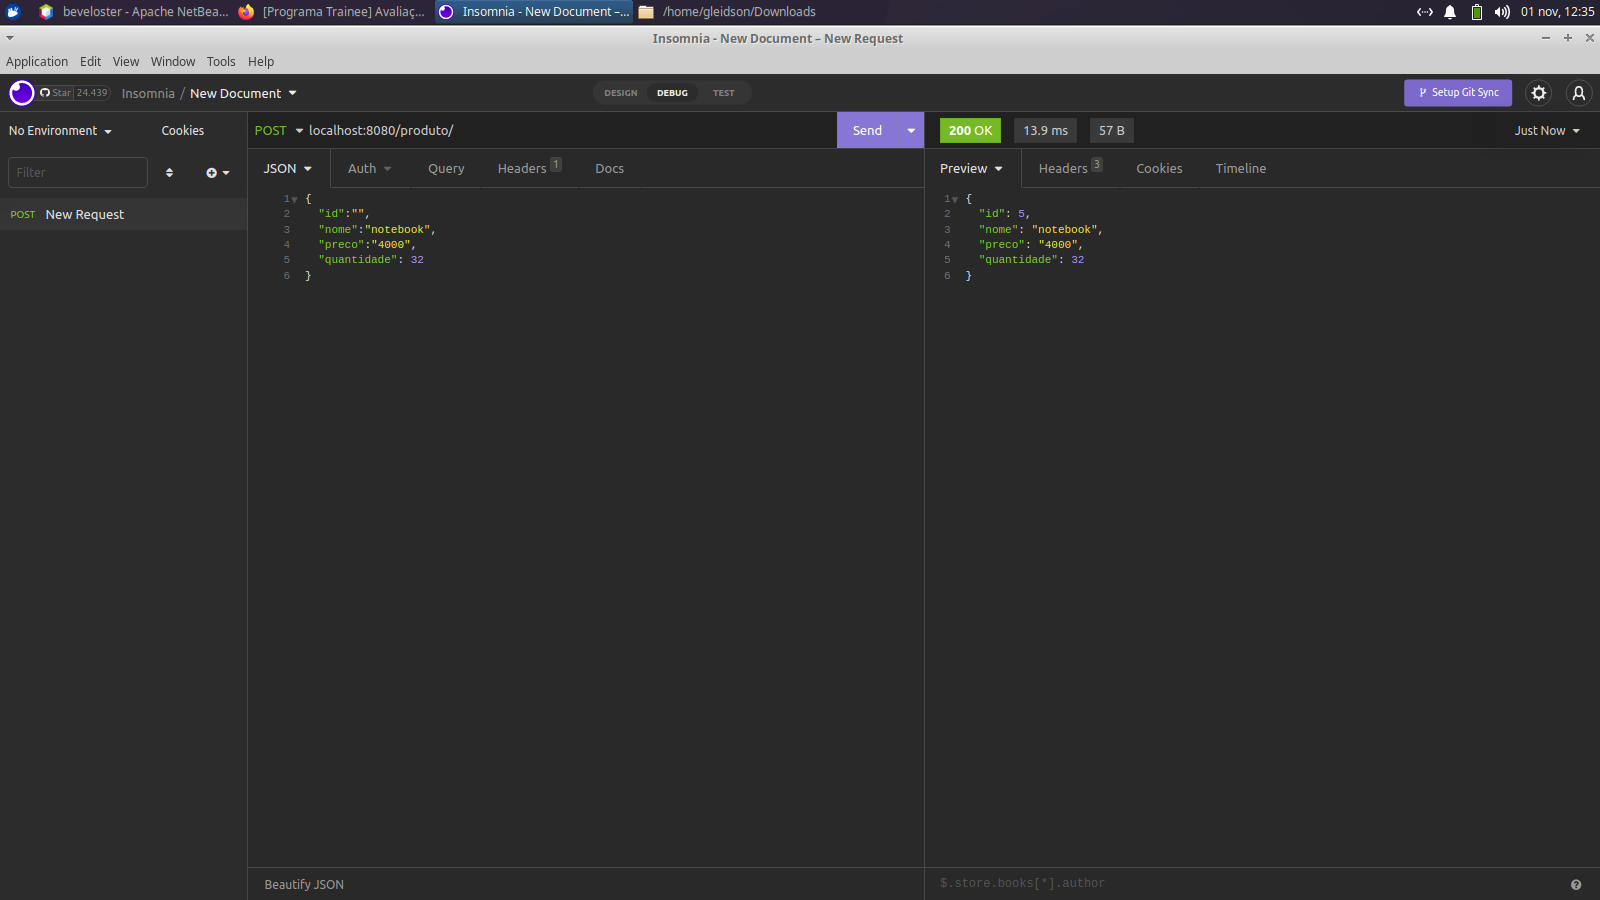 beveloster - Apache NetBea...
[Programa Trainee] Avaliaç...
Insomnia - New Document –...
/home/gleidson/Downloads
01 nov, 12:35
Insomnia - New Document – New Request
Application Edit View Window Tools Help
Star 24.439
Insomnia / New Document
DESIGN DEBUG TEST
Setup Git Sync
No Environment
Cookies
POST localhost:8080/produto/
Send
200 OK
13.9 ms
57 B
Just Now
Filter
JSON Auth Query Headers 1 Docs
Preview Headers 3 Cookies Timeline
POST New Request
1 {
2 "id":"",
3 "nome":"notebook",
4 "preco":"4000",
5 "quantidade": 32
6 }
1 {
2 "id": 5,
3 "nome": "notebook",
4 "preco": "4000",
5 "quantidade": 32
6 }
Beautify JSON
$.store.books[*].author